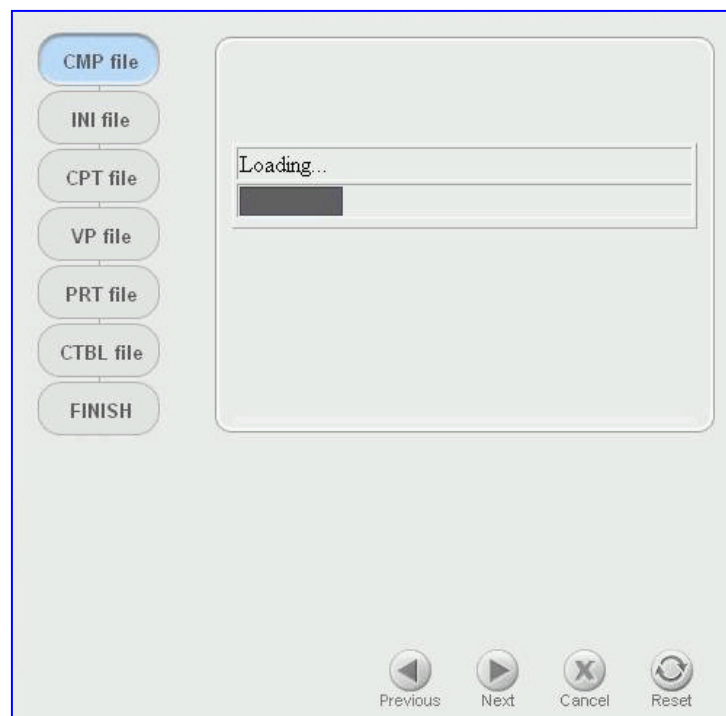 CMP file
INI file
CPT file
VP file
PRT file
CTBL file
FINISH
Loading...
Previous
Next
Cancel
Reset